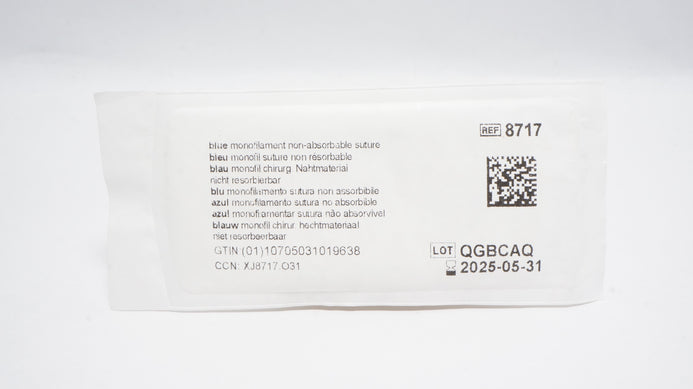 blue monofilament non-absorbable suture
bleu monofil suture non résorbable
blau monofil chirurg. Nahtmaterial
nicht resorbierbar
blu monofilamento sutura non assorbibile
azul monofilamento sutura no absorbible
azul monofilamentar sutura não absorvível
blauw monofil chirur. hechtmateriaal
niet resorbeerbaar
GTIN (01)10705031019638
CCN: XJ8717.O31
REF 8717
LOT QGBCAQ
2025-05-31